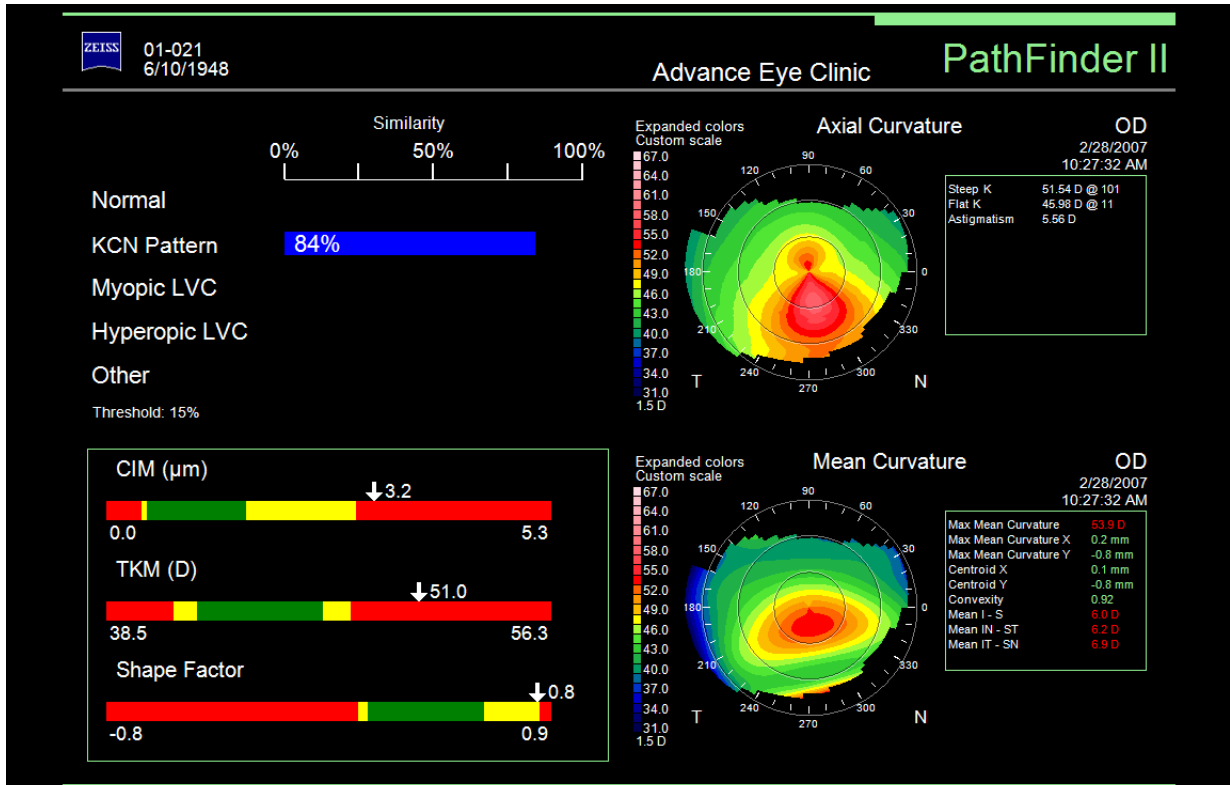 ZEISS
01-021
6/10/1948
Advance Eye Clinic
PathFinder II
Similarity
0% 50% 100%
Normal
KCN Pattern 84%
Myopic LVC
Hyperopic LVC
Other
Threshold: 15%
CIM (µm)
3.2
0.0 5.3
TKM (D)
51.0
38.5 56.3
Shape Factor
0.8
-0.8 0.9
Expanded colors
Custom scale
Axial Curvature
OD
2/28/2007
10:27:32 AM
67.0
64.0
61.0
58.0
55.0
52.0
49.0
46.0
43.0
40.0
37.0
34.0
31.0
1.5 D
90
120 60
150 30
180 0
210 330
240 300
270
T N
Steep K 51.54 D @ 101
Flat K 45.98 D @ 11
Astigmatism 5.56 D
Expanded colors
Custom scale
Mean Curvature
OD
2/28/2007
10:27:32 AM
67.0
64.0
61.0
58.0
55.0
52.0
49.0
46.0
43.0
40.0
37.0
34.0
31.0
1.5 D
90
120 60
150 30
180 0
210 330
240 300
270
T N
Max Mean Curvature 53.9 D
Max Mean Curvature X 0.2 mm
Max Mean Curvature Y -0.8 mm
Centroid X 0.1 mm
Centroid Y -0.8 mm
Convexity 0.92
Mean I - S 6.0 D
Mean IN - ST 6.2 D
Mean IT - SN 6.9 D